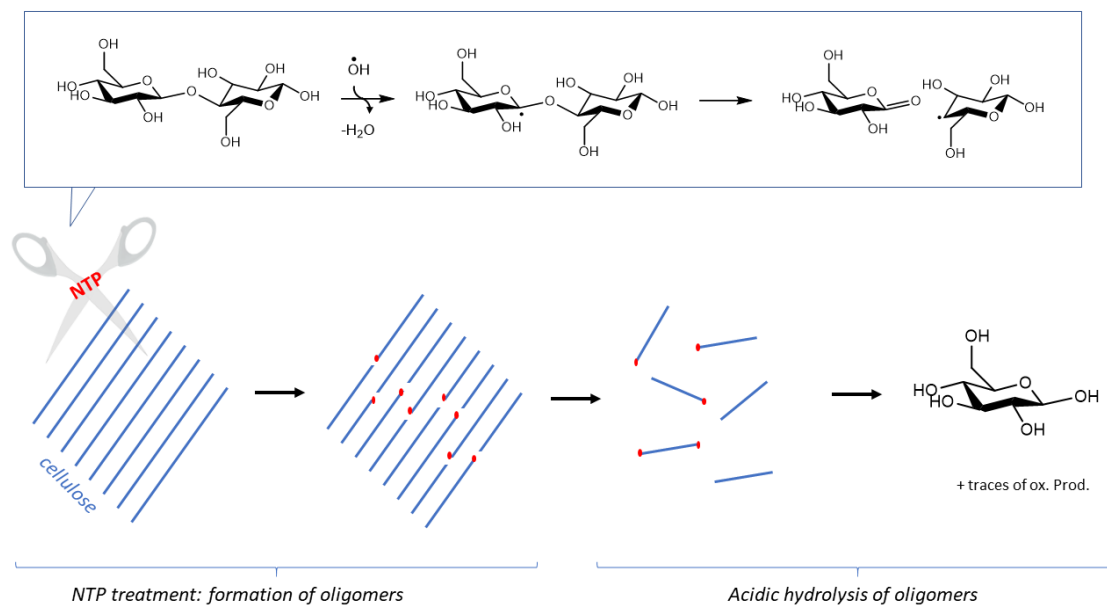 OH
HO
HO
O
OH
O
HO
OH
O
OH
OH
•OH
-H₂O
OH
HO
HO
O
OH
O
HO
OH
O
OH
OH
OH
HO
HO
O
O
OH
HO
OH
O
OH
OH
NTP
cellulose
OH
HO
HO
O
OH
OH
+ traces of ox. Prod.
NTP treatment: formation of oligomers
Acidic hydrolysis of oligomers